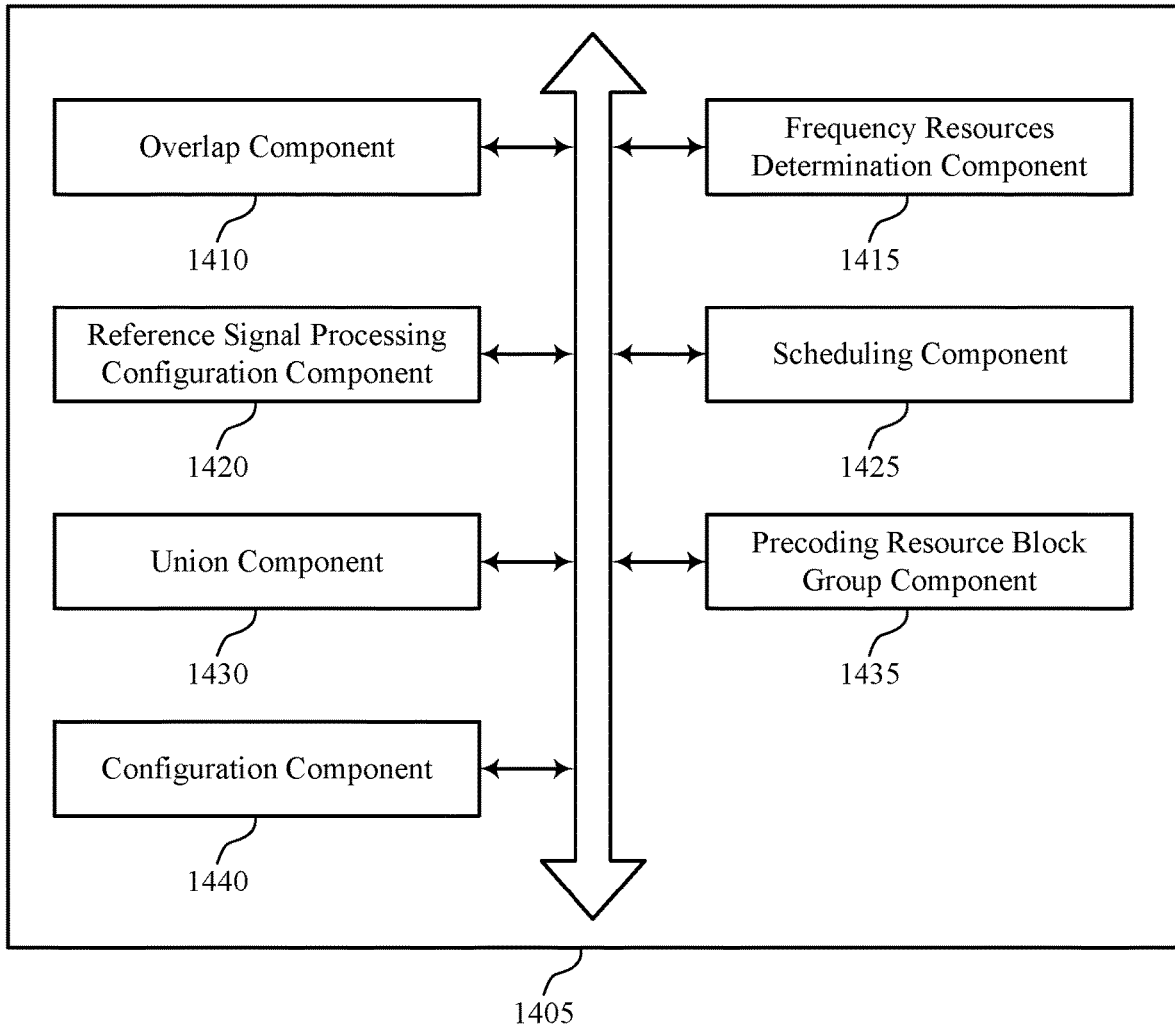 Overlap Component
1410
Frequency Resources
Determination Component
1415
Reference Signal Processing
Configuration Component
1420
Scheduling Component
1425
Union Component
1430
Precoding Resource Block
Group Component
1435
Configuration Component
1440
1405